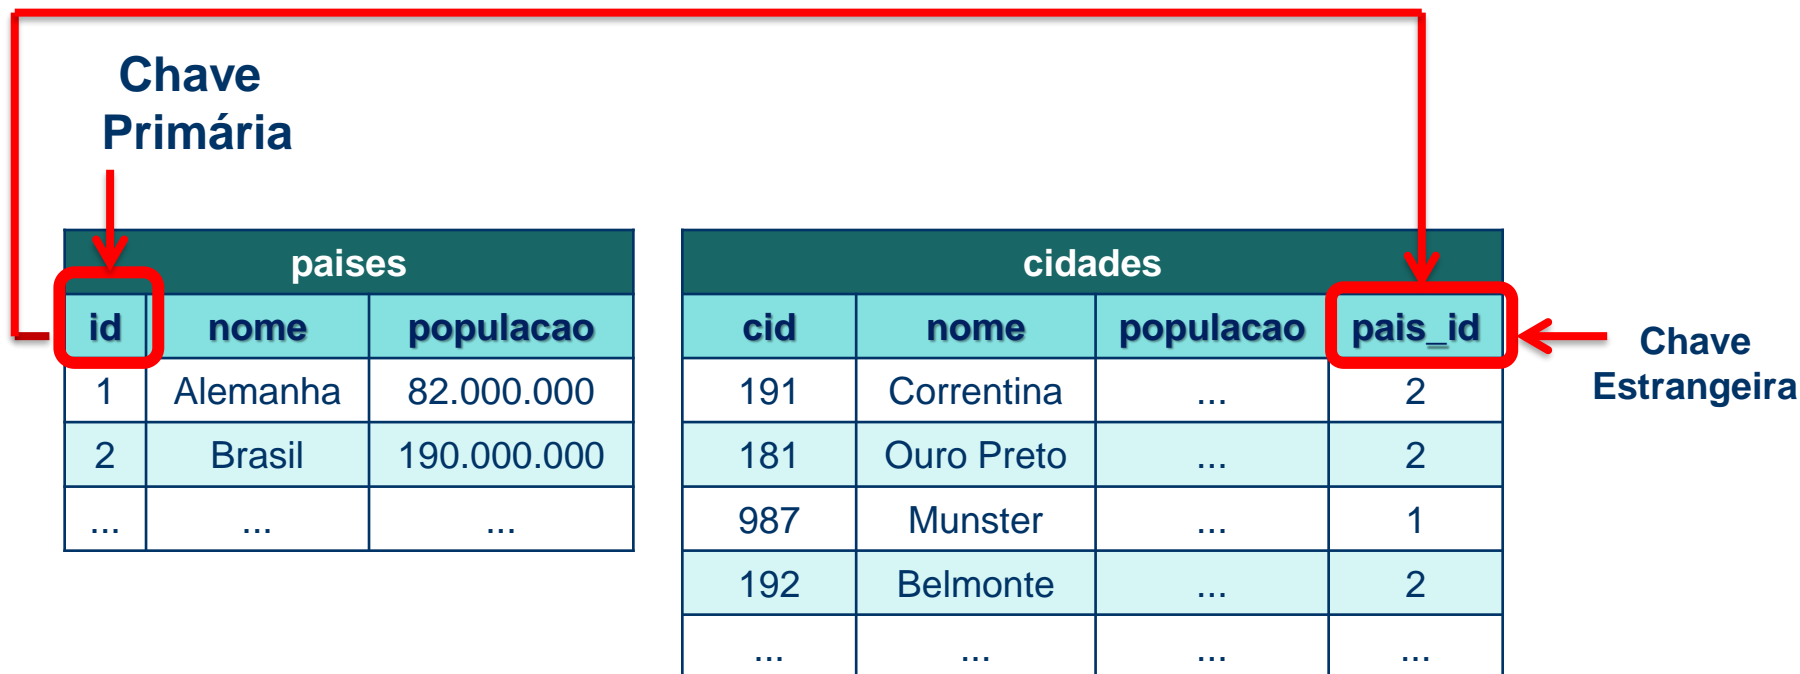 Chave
Primária
paises
id nome populacao
1 Alemanha 82.000.000
2 Brasil 190.000.000
... ... ...
cidades
cid nome populacao pais_id
191 Correntina ... 2
181 Ouro Preto ... 2
987 Munster ... 1
192 Belmonte ... 2
... ... ... ...
Chave
Estrangeira